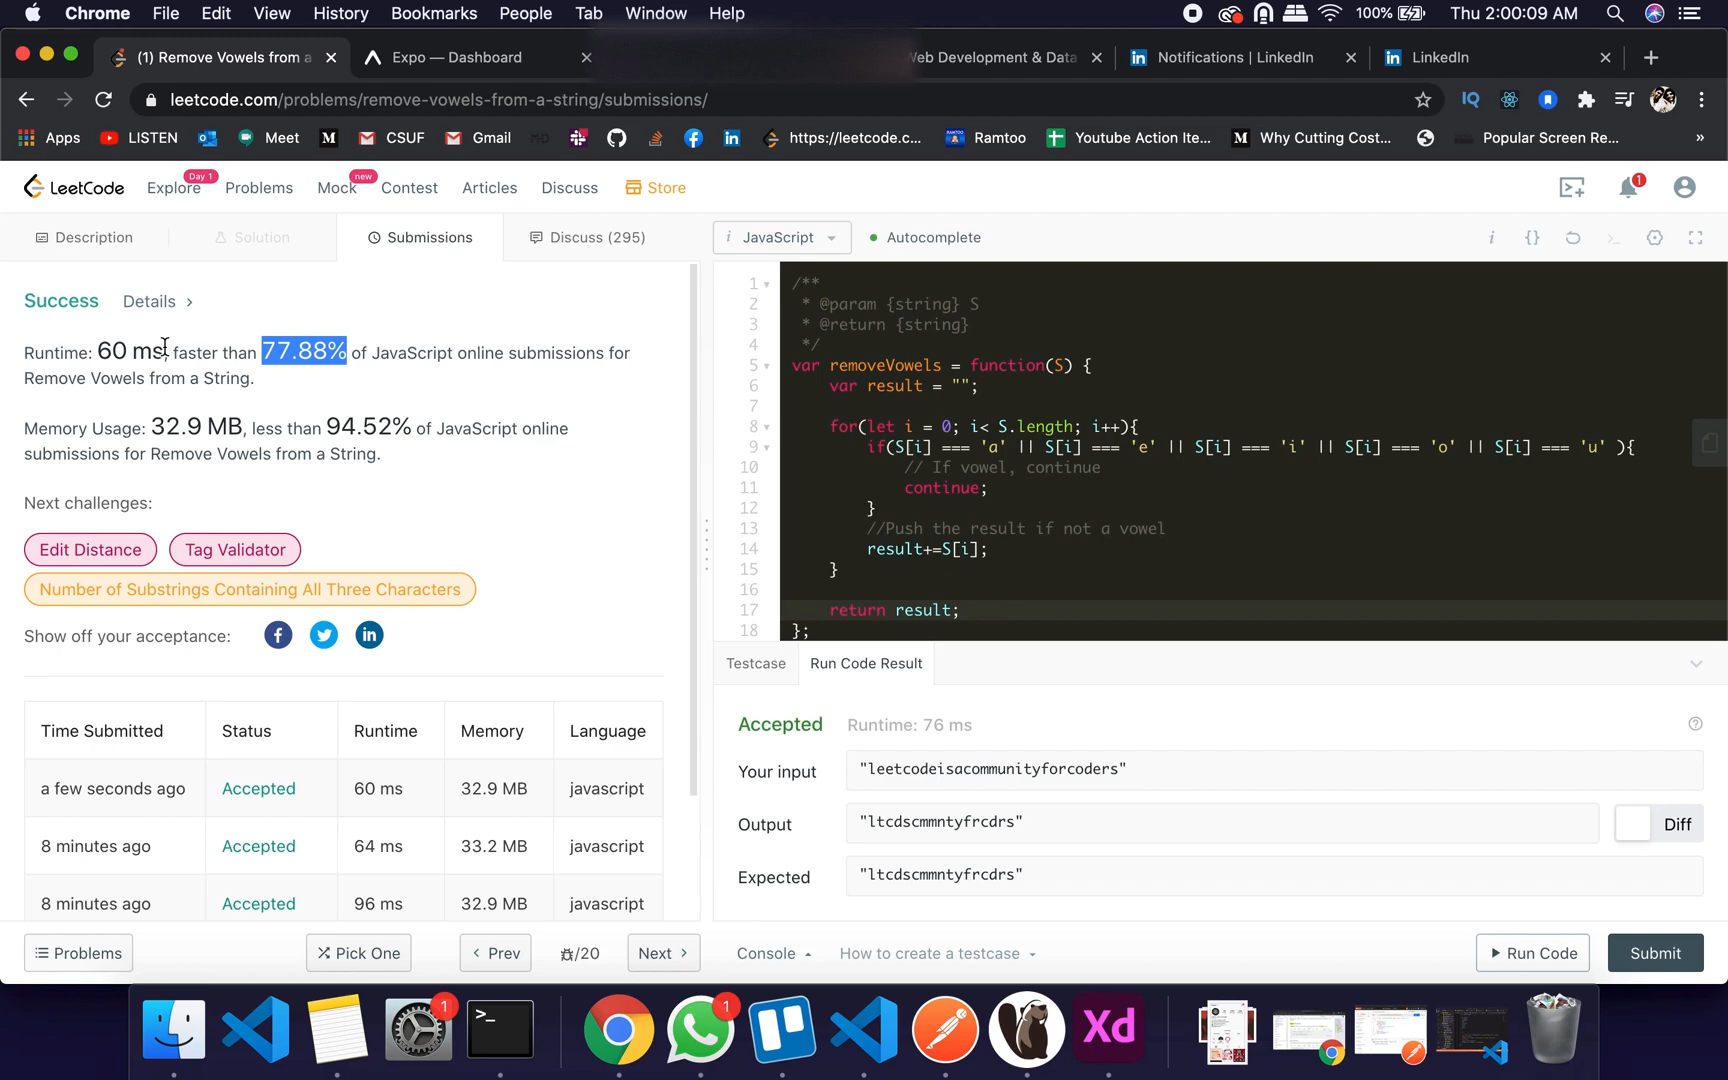 Chrome File Edit View History Bookmarks People Tab Window Help 100% Thu 2:00:09 AM
(1) Remove Vowels from a Expo — Dashboard Web Development & Data Notifications | LinkedIn LinkedIn
leetcode.com/problems/remove-vowels-from-a-string/submissions/
Apps LISTEN Meet CSUF Gmail https://leetcode.c... Ramtoo Youtube Action Ite... Why Cutting Cost... Popular Screen Re... »
LeetCode Explore Day 1 Problems Mock new Contest Articles Discuss Store 1
Description Solution Submissions Discuss (295) i JavaScript Autocomplete
Success Details >
Runtime: 60 ms, faster than 77.88% of JavaScript online submissions for
Remove Vowels from a String.
Memory Usage: 32.9 MB, less than 94.52% of JavaScript online
submissions for Remove Vowels from a String.
Next challenges:
Edit Distance Tag Validator
Number of Substrings Containing All Three Characters
Show off your acceptance:
Time Submitted Status Runtime Memory Language
a few seconds ago Accepted 60 ms 32.9 MB javascript
8 minutes ago Accepted 64 ms 33.2 MB javascript
8 minutes ago Accepted 96 ms 32.9 MB javascript
1 /**
2 * @param {string} S
3 * @return {string}
4 */
5 var removeVowels = function(S) {
6 var result = "";
7
8 for(let i = 0; i< S.length; i++){
9 if(S[i] === 'a' || S[i] === 'e' || S[i] === 'i' || S[i] === 'o' || S[i] === 'u' ){
10 // If vowel, continue
11 continue;
12 }
13 //Push the result if not a vowel
14 result+=S[i];
15 }
16
17 return result;
18 };
Testcase Run Code Result
Accepted Runtime: 76 ms
Your input "leetcodeisacommunityforcoders"
Output "ltcdscmmntyfrcdrs" Diff
Expected "ltcdscmmntyfrcdrs"
Problems Pick One < Prev /20 Next > Console How to create a testcase Run Code Submit
1 >_ 1 Xd